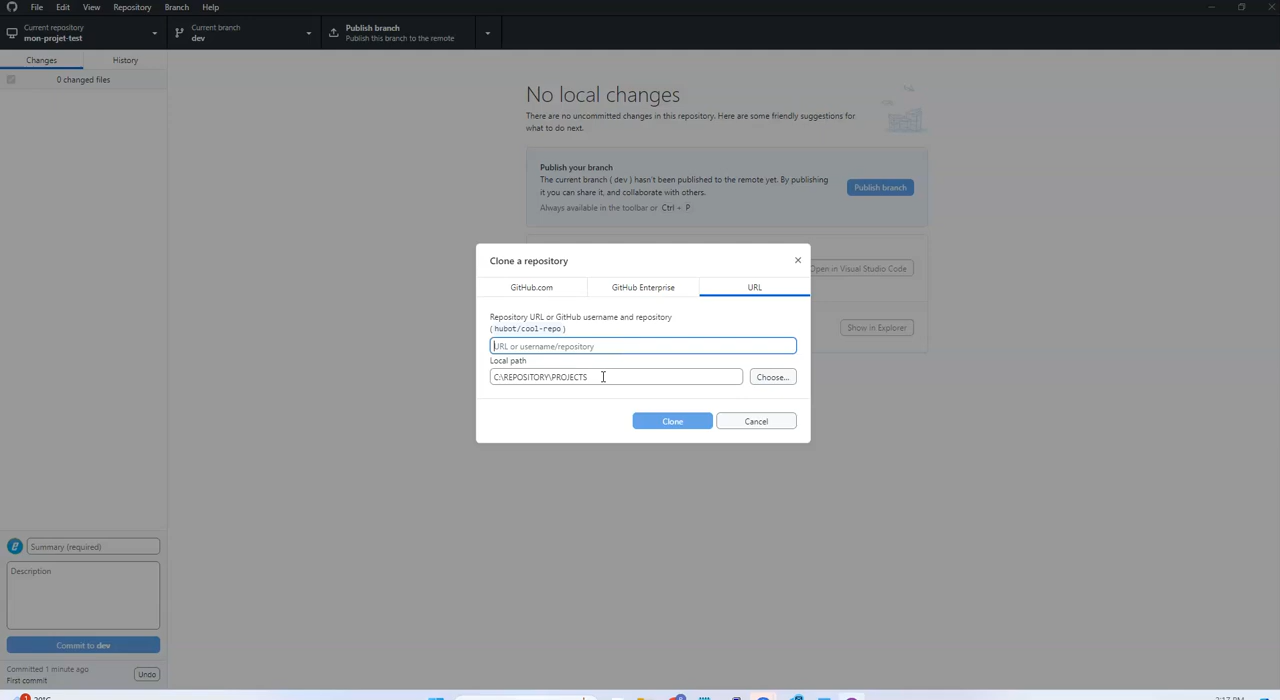 File Edit View Repository Branch Help
Current repository
mon-projet-test
Current branch
dev
Publish branch
Publish this branch to the remote
Changes History
0 changed files
No local changes
There are no uncommitted changes in this repository. Here are some friendly suggestions for
what to do next.
Publish your branch
The current branch ( dev ) hasn't been published to the remote yet. By publishing
it you can share it, and collaborate with others.
Always available in the toolbar or Ctrl + P
Publish branch
Open in Visual Studio Code
Show in Explorer
Clone a repository
GitHub.com GitHub Enterprise URL
Repository URL or GitHub username and repository
( hubot/cool-repo )
URL or username/repository
Local path
C:\REPOSITORY\PROJECTS
Choose...
Clone Cancel
Summary (required)
Description
Commit to dev
Committed 1 minute ago
First commit
Undo